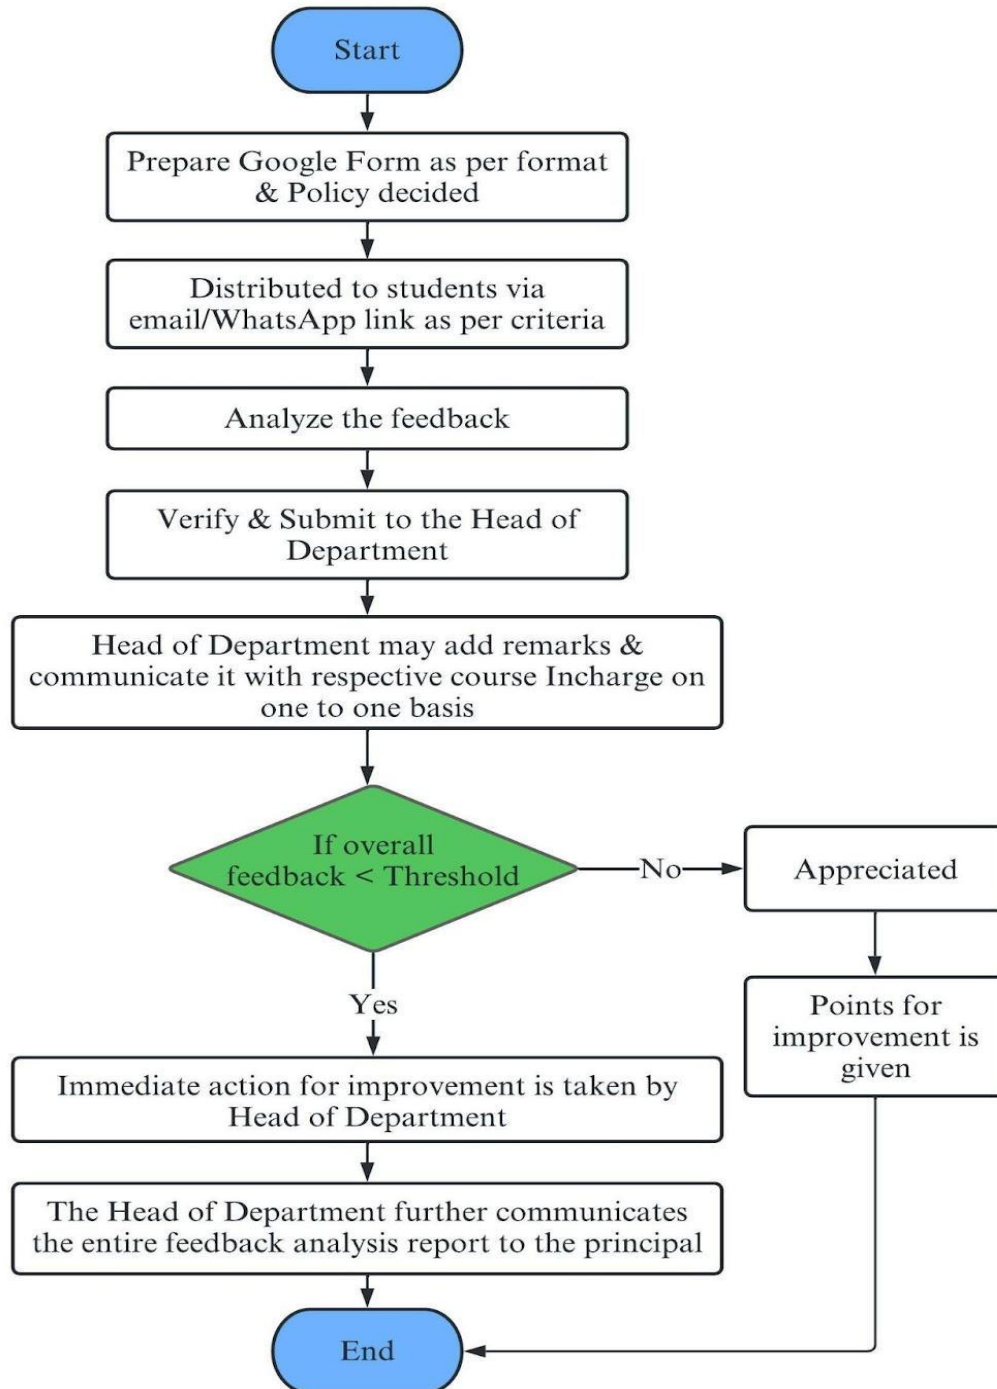 Start
Prepare Google Form as per format
& Policy decided
Distributed to students via
email/WhatsApp link as per criteria
Analyze the feedback
Verify & Submit to the Head of
Department
Head of Department may add remarks &
communicate it with respective course Incharge on
one to one basis
If overall
feedback < Threshold
No
Appreciated
Points for
improvement is
given
Yes
Immediate action for improvement is taken by
Head of Department
The Head of Department further communicates
the entire feedback analysis report to the principal
End